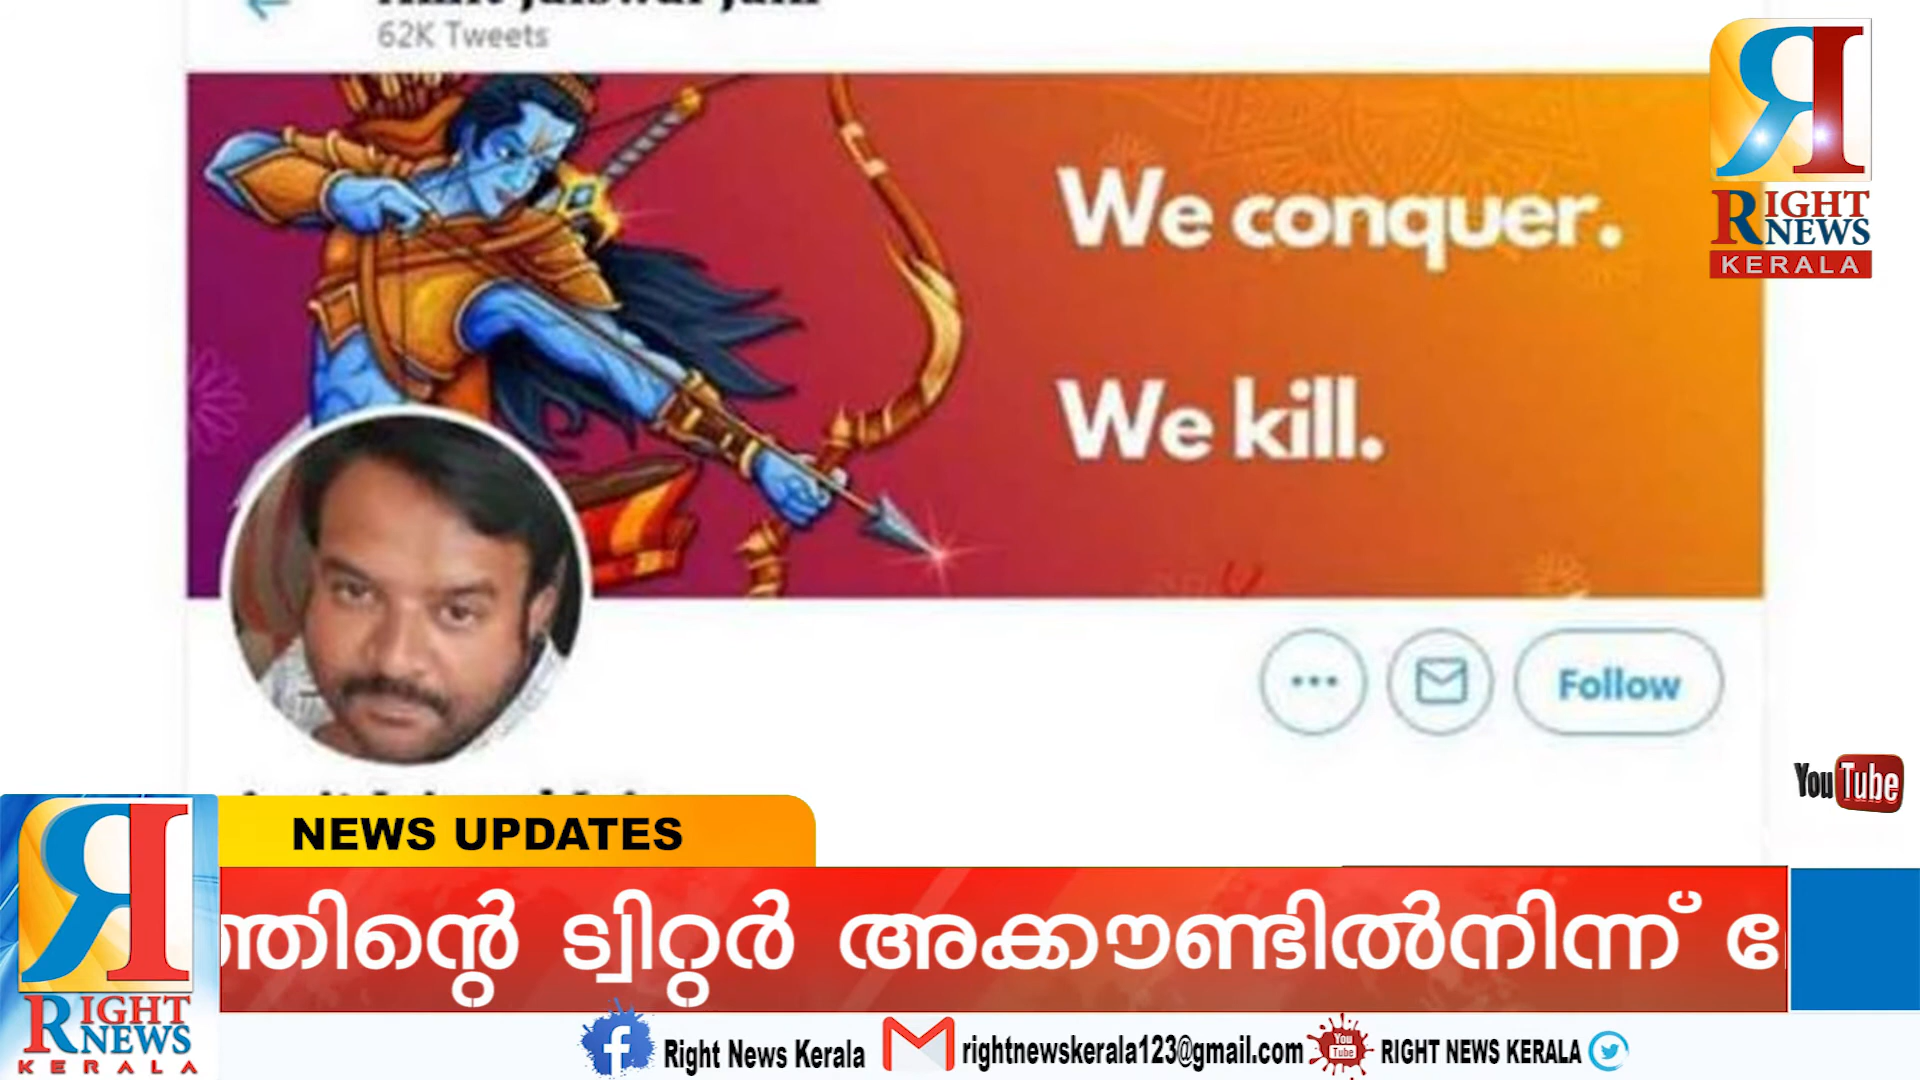 62K Tweets
We conquer.
We kill.
RIGHT
NEWS
KERALA
Follow
YouTube
NEWS UPDATES
ത്തിന്റെ ട്വിറ്റർ അക്കൗണ്ടിൽനിന്ന്
RIGHT
NEWS
KERALA
Right News Kerala
rightnewskerala123@gmail.com
You
Tube
RIGHT NEWS KERALA